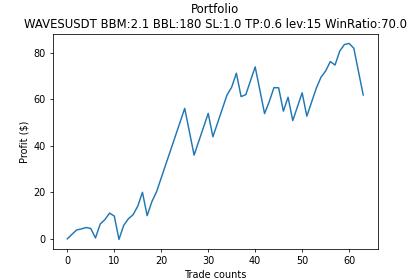 Portfolio
WAVESUSDT BBM:2.1 BBL:180 SL:1.0 TP:0.6 lev:15 WinRatio:70.0
80
60
40
20
0
Profit ($)
0 10 20 30 40 50 60
Trade counts